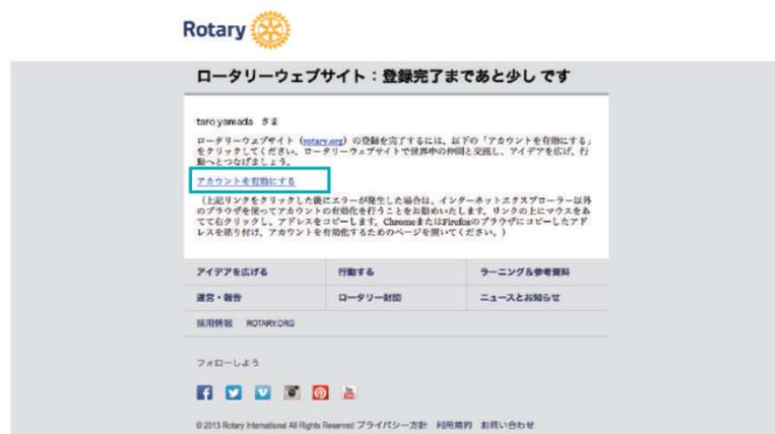 Rotary
ロータリーウェブサイト：登録完了まであと少し です
taro yamada さま
ロータリーウェブサイト（rotary.org）の登録を完了するには、以下の「アカウントを有効にする」
をクリックしてください。ロータリーウェブサイトで世界中の仲間と交流し、アイデアを広げ、行
動へとつなげましょう。
アカウントを有効にする
（上記リンクをクリックした後にエラーが発生した場合は、インターネットエクスプローラー以外
のブラウザを使ってアカウントの有効化を行うことをお勧めいたします。リンクの上にマウスをあ
てて右クリックし、アドレスをコピーします。ChromeまたはFirefoxのブラウザにコピーしたアド
レスを貼り付け、アカウントを有効化するためのページを開いてください。）
アイデアを広げる 行動する ラーニング＆参考資料
運営・報告 ロータリー財団 ニュースとお知らせ
採用情報 ROTARY.ORG
フォローしよう
© 2013 Rotary International All Rights Reserved プライバシー方針 利用規約 お問い合わせ